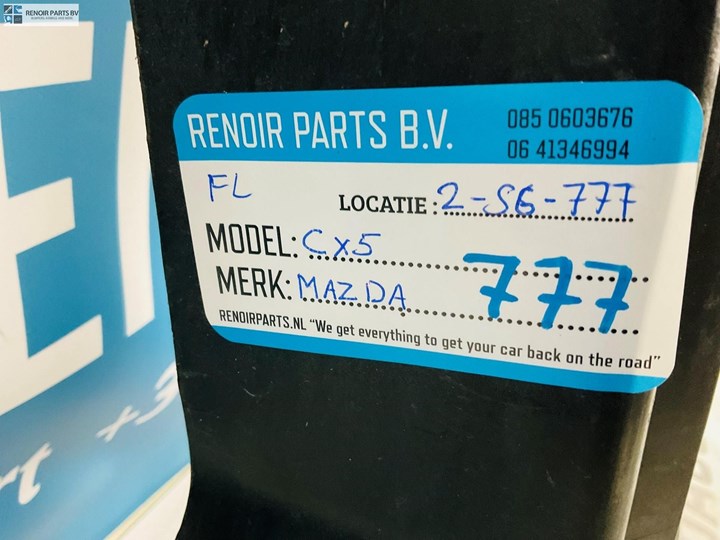 RENOIR PARTS BV
RENOIR PARTS B.V.
085 0603676
06 41346994
FL
LOCATIE: 2-S6-777
MODEL: CX5
MERK: MAZDA
777
RENOIRPARTS.NL "We get everything to get your car back on the road"